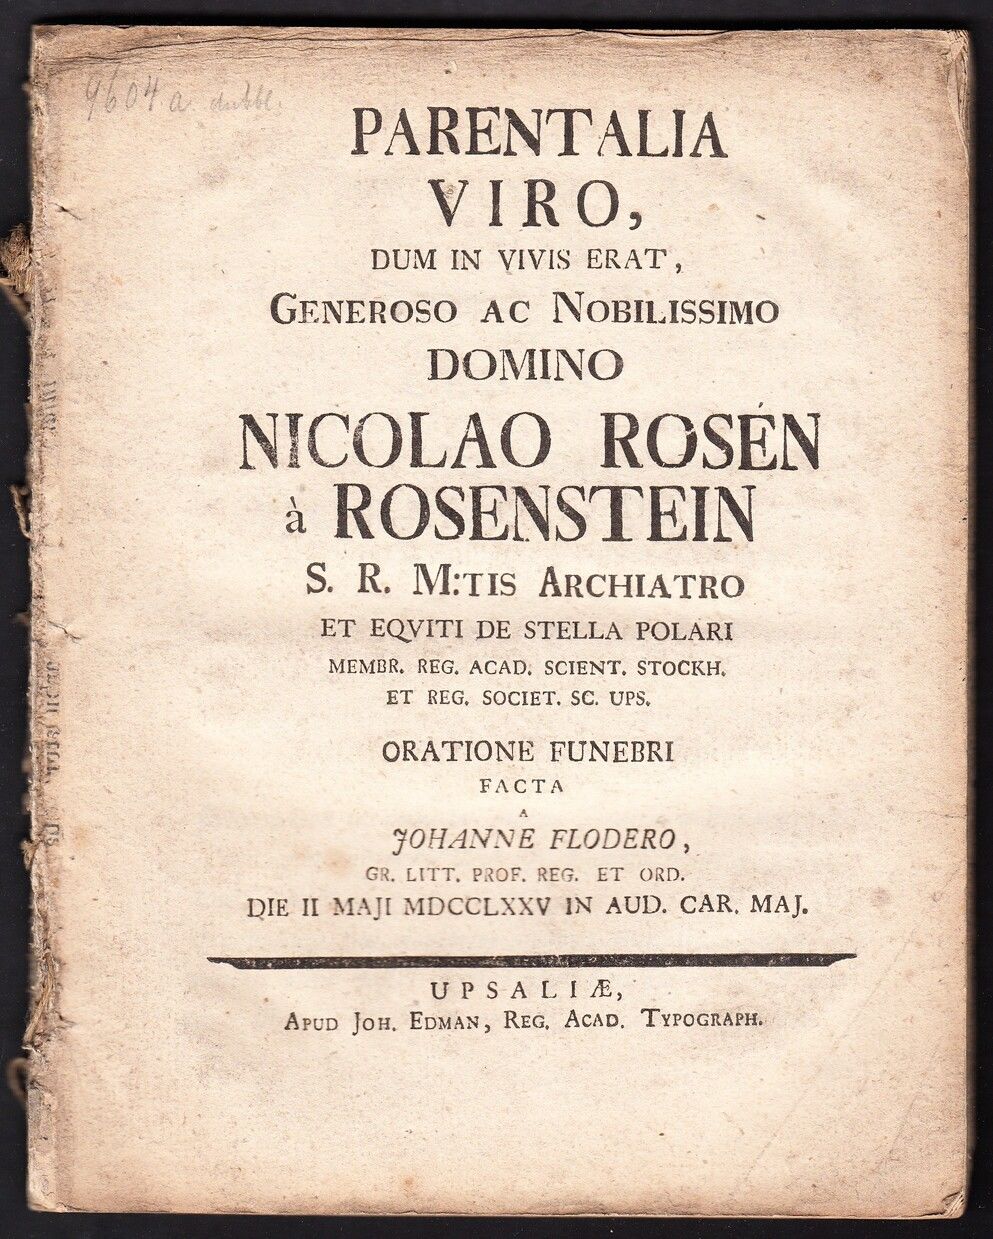 9604 a dubbl.
PARENTALIA
VIRO,
DUM IN VIVIS ERAT,
GENEROSO AC NOBILISSIMO
DOMINO
NICOLAO ROSÉN
à ROSENSTEIN
S. R. M:TIS ARCHIATRO
ET EQVITI DE STELLA POLARI
MEMBR. REG. ACAD. SCIENT. STOCKH.
ET REG. SOCIET. SC. UPS.
ORATIONE FUNEBRI
FACTA
A
JOHANNE FLODERO,
GR. LITT. PROF. REG. ET ORD.
DIE II MAJI MDCCLXXV IN AUD. CAR. MAJ.
UPSALIÆ,
APUD JOH. EDMAN, REG. ACAD. TYPOGRAPH.